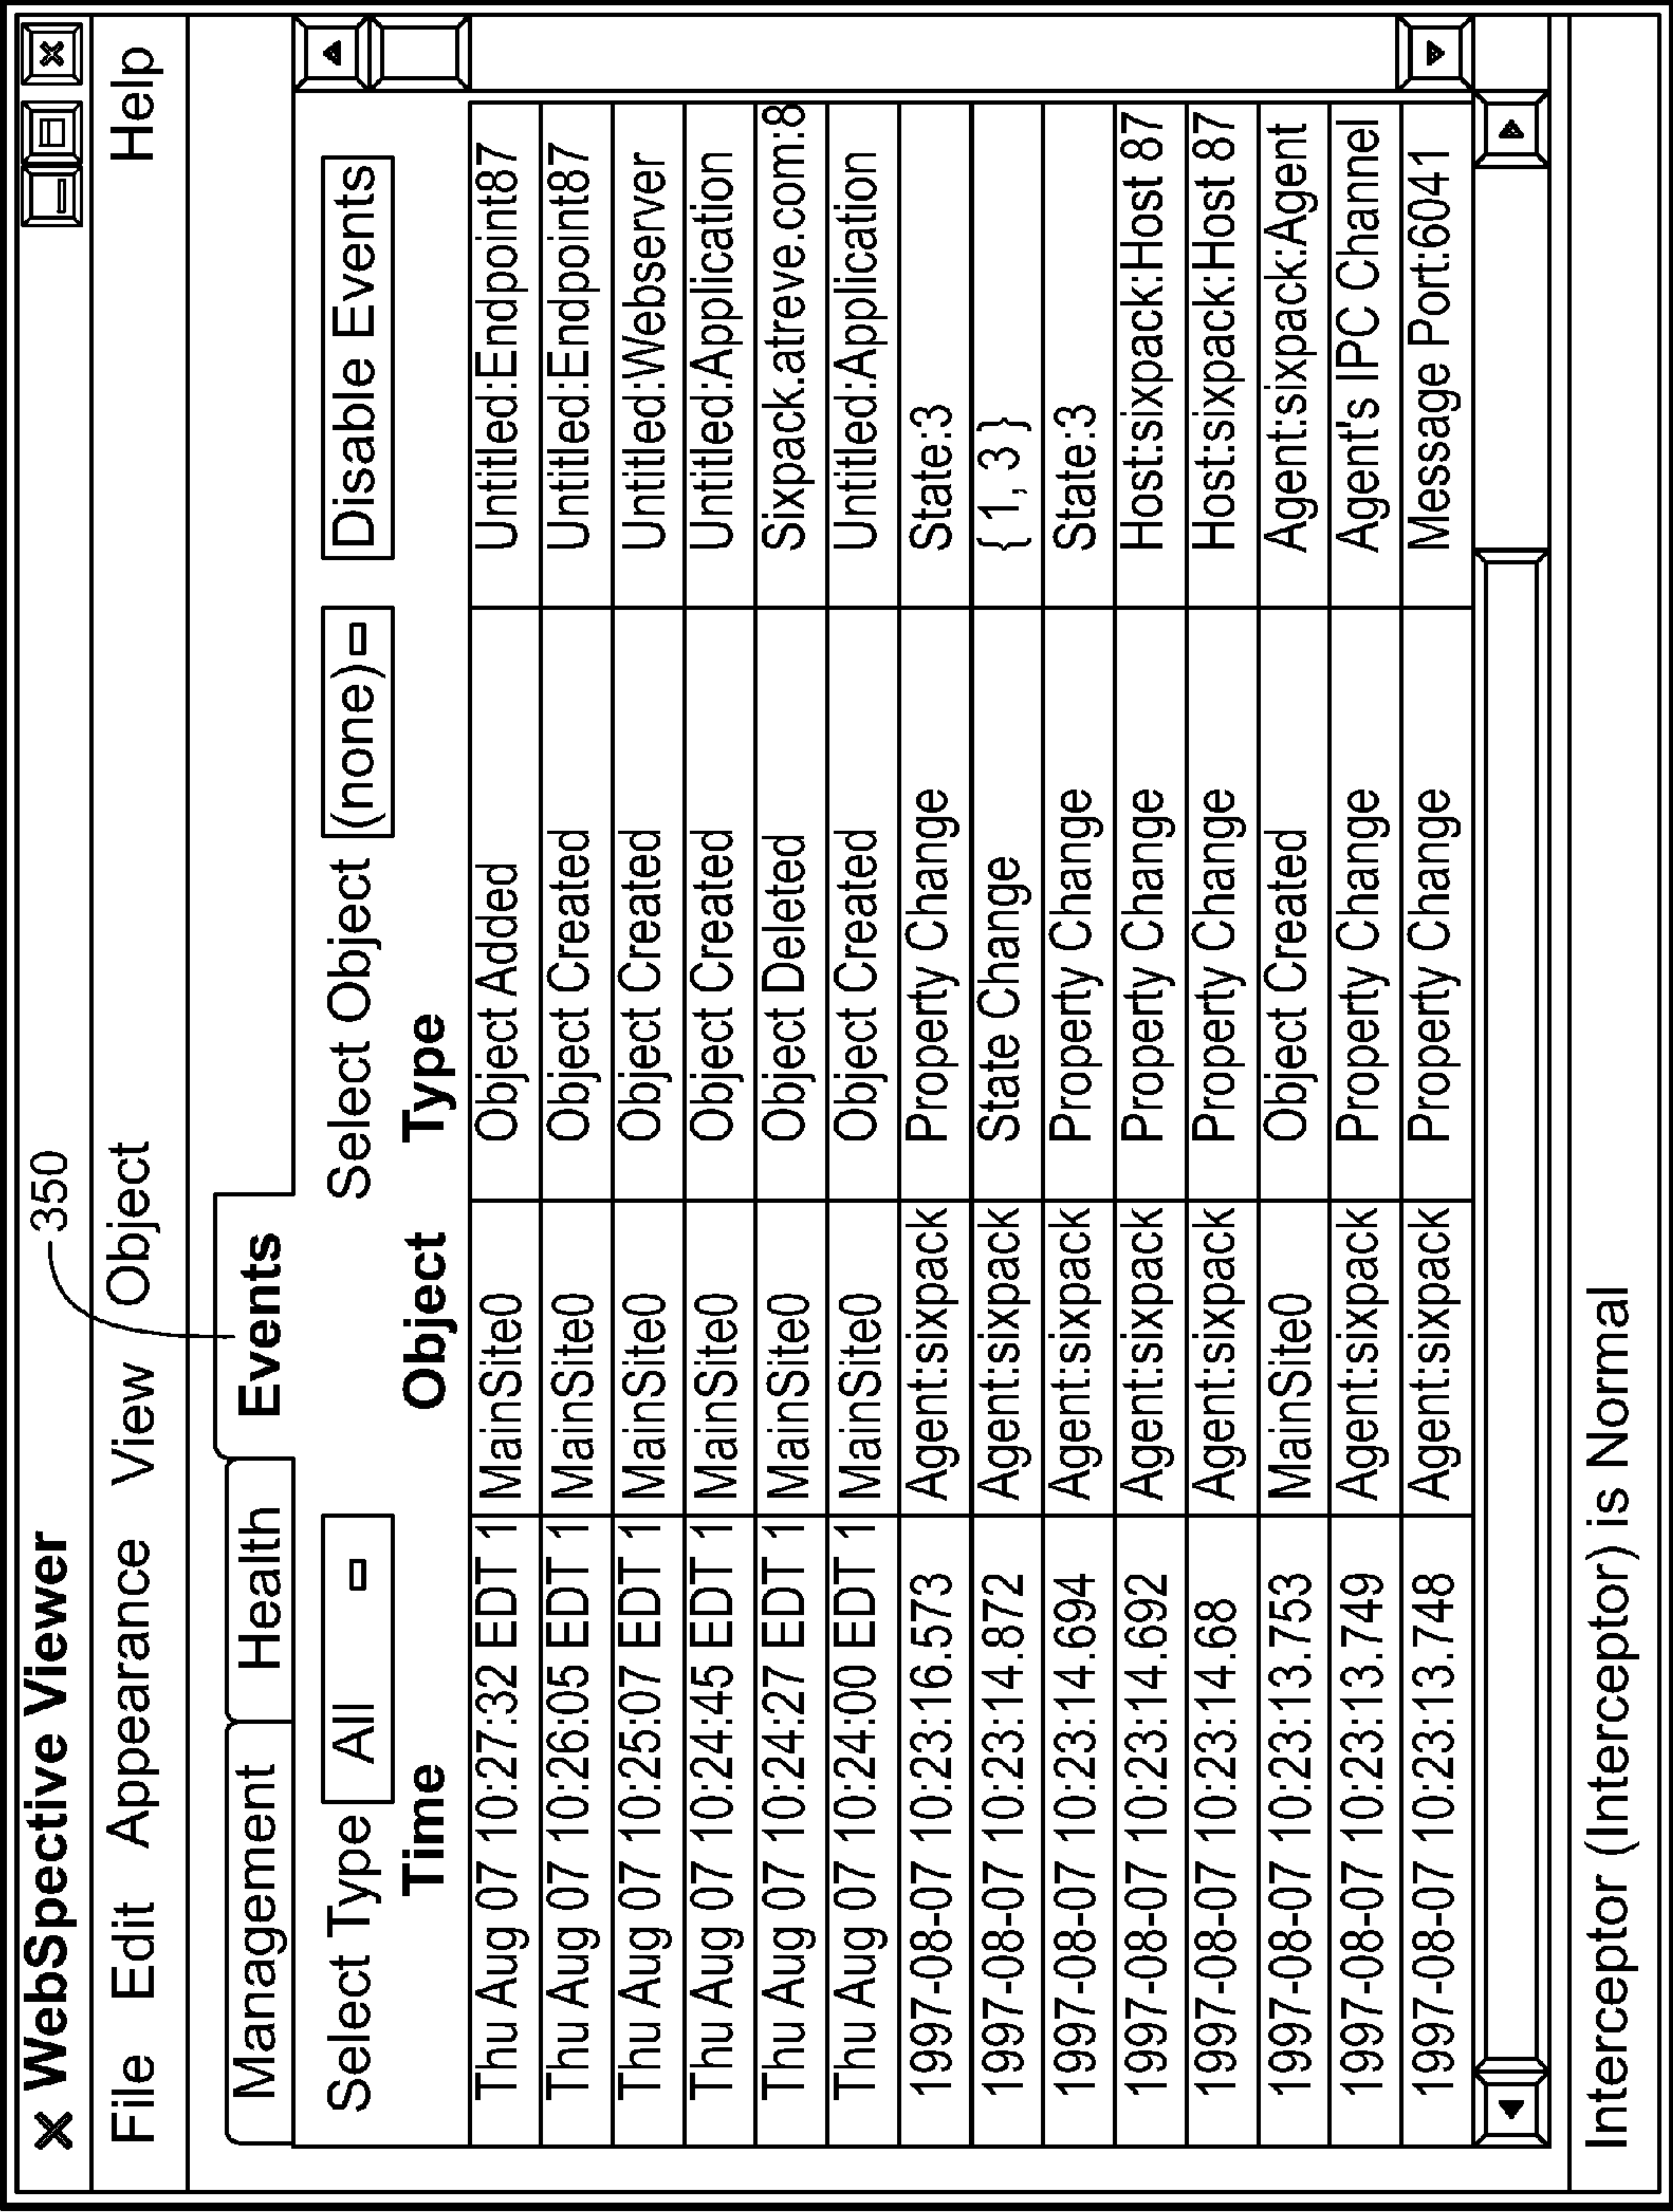 × WebSpective Viewer
350
File Edit Appearance View Object Help
Management Health Events
Select Type All Select Object (none) Disable Events
Time Object Type
Thu Aug 07 10:27:32 EDT 1 MainSite0 Object Added Untitled:Endpoint87
Thu Aug 07 10:26:05 EDT 1 MainSite0 Object Created Untitled:Endpoint87
Thu Aug 07 10:25:07 EDT 1 MainSite0 Object Created Untitled:Webserver
Thu Aug 07 10:24:45 EDT 1 MainSite0 Object Created Untitled:Application
Thu Aug 07 10:24:27 EDT 1 MainSite0 Object Deleted Sixpack.atreve.com:8
Thu Aug 07 10:24:00 EDT 1 MainSite0 Object Created Untitled:Application
1997-08-07 10:23:16.573 Agent:sixpack Property Change State:3
1997-08-07 10:23:14.872 Agent:sixpack State Change { 1, 3 }
1997-08-07 10:23:14.694 Agent:sixpack Property Change State:3
1997-08-07 10:23:14.692 Agent:sixpack Property Change Host:sixpack:Host 87
1997-08-07 10:23:14.68 Agent:sixpack Property Change Host:sixpack:Host 87
1997-08-07 10:23:13.753 MainSite0 Object Created Agent:sixpack:Agent
1997-08-07 10:23:13.749 Agent:sixpack Property Change Agent's IPC Channel
1997-08-07 10:23:13.748 Agent:sixpack Property Change Message Port:6041
Interceptor (Interceptor) is Normal